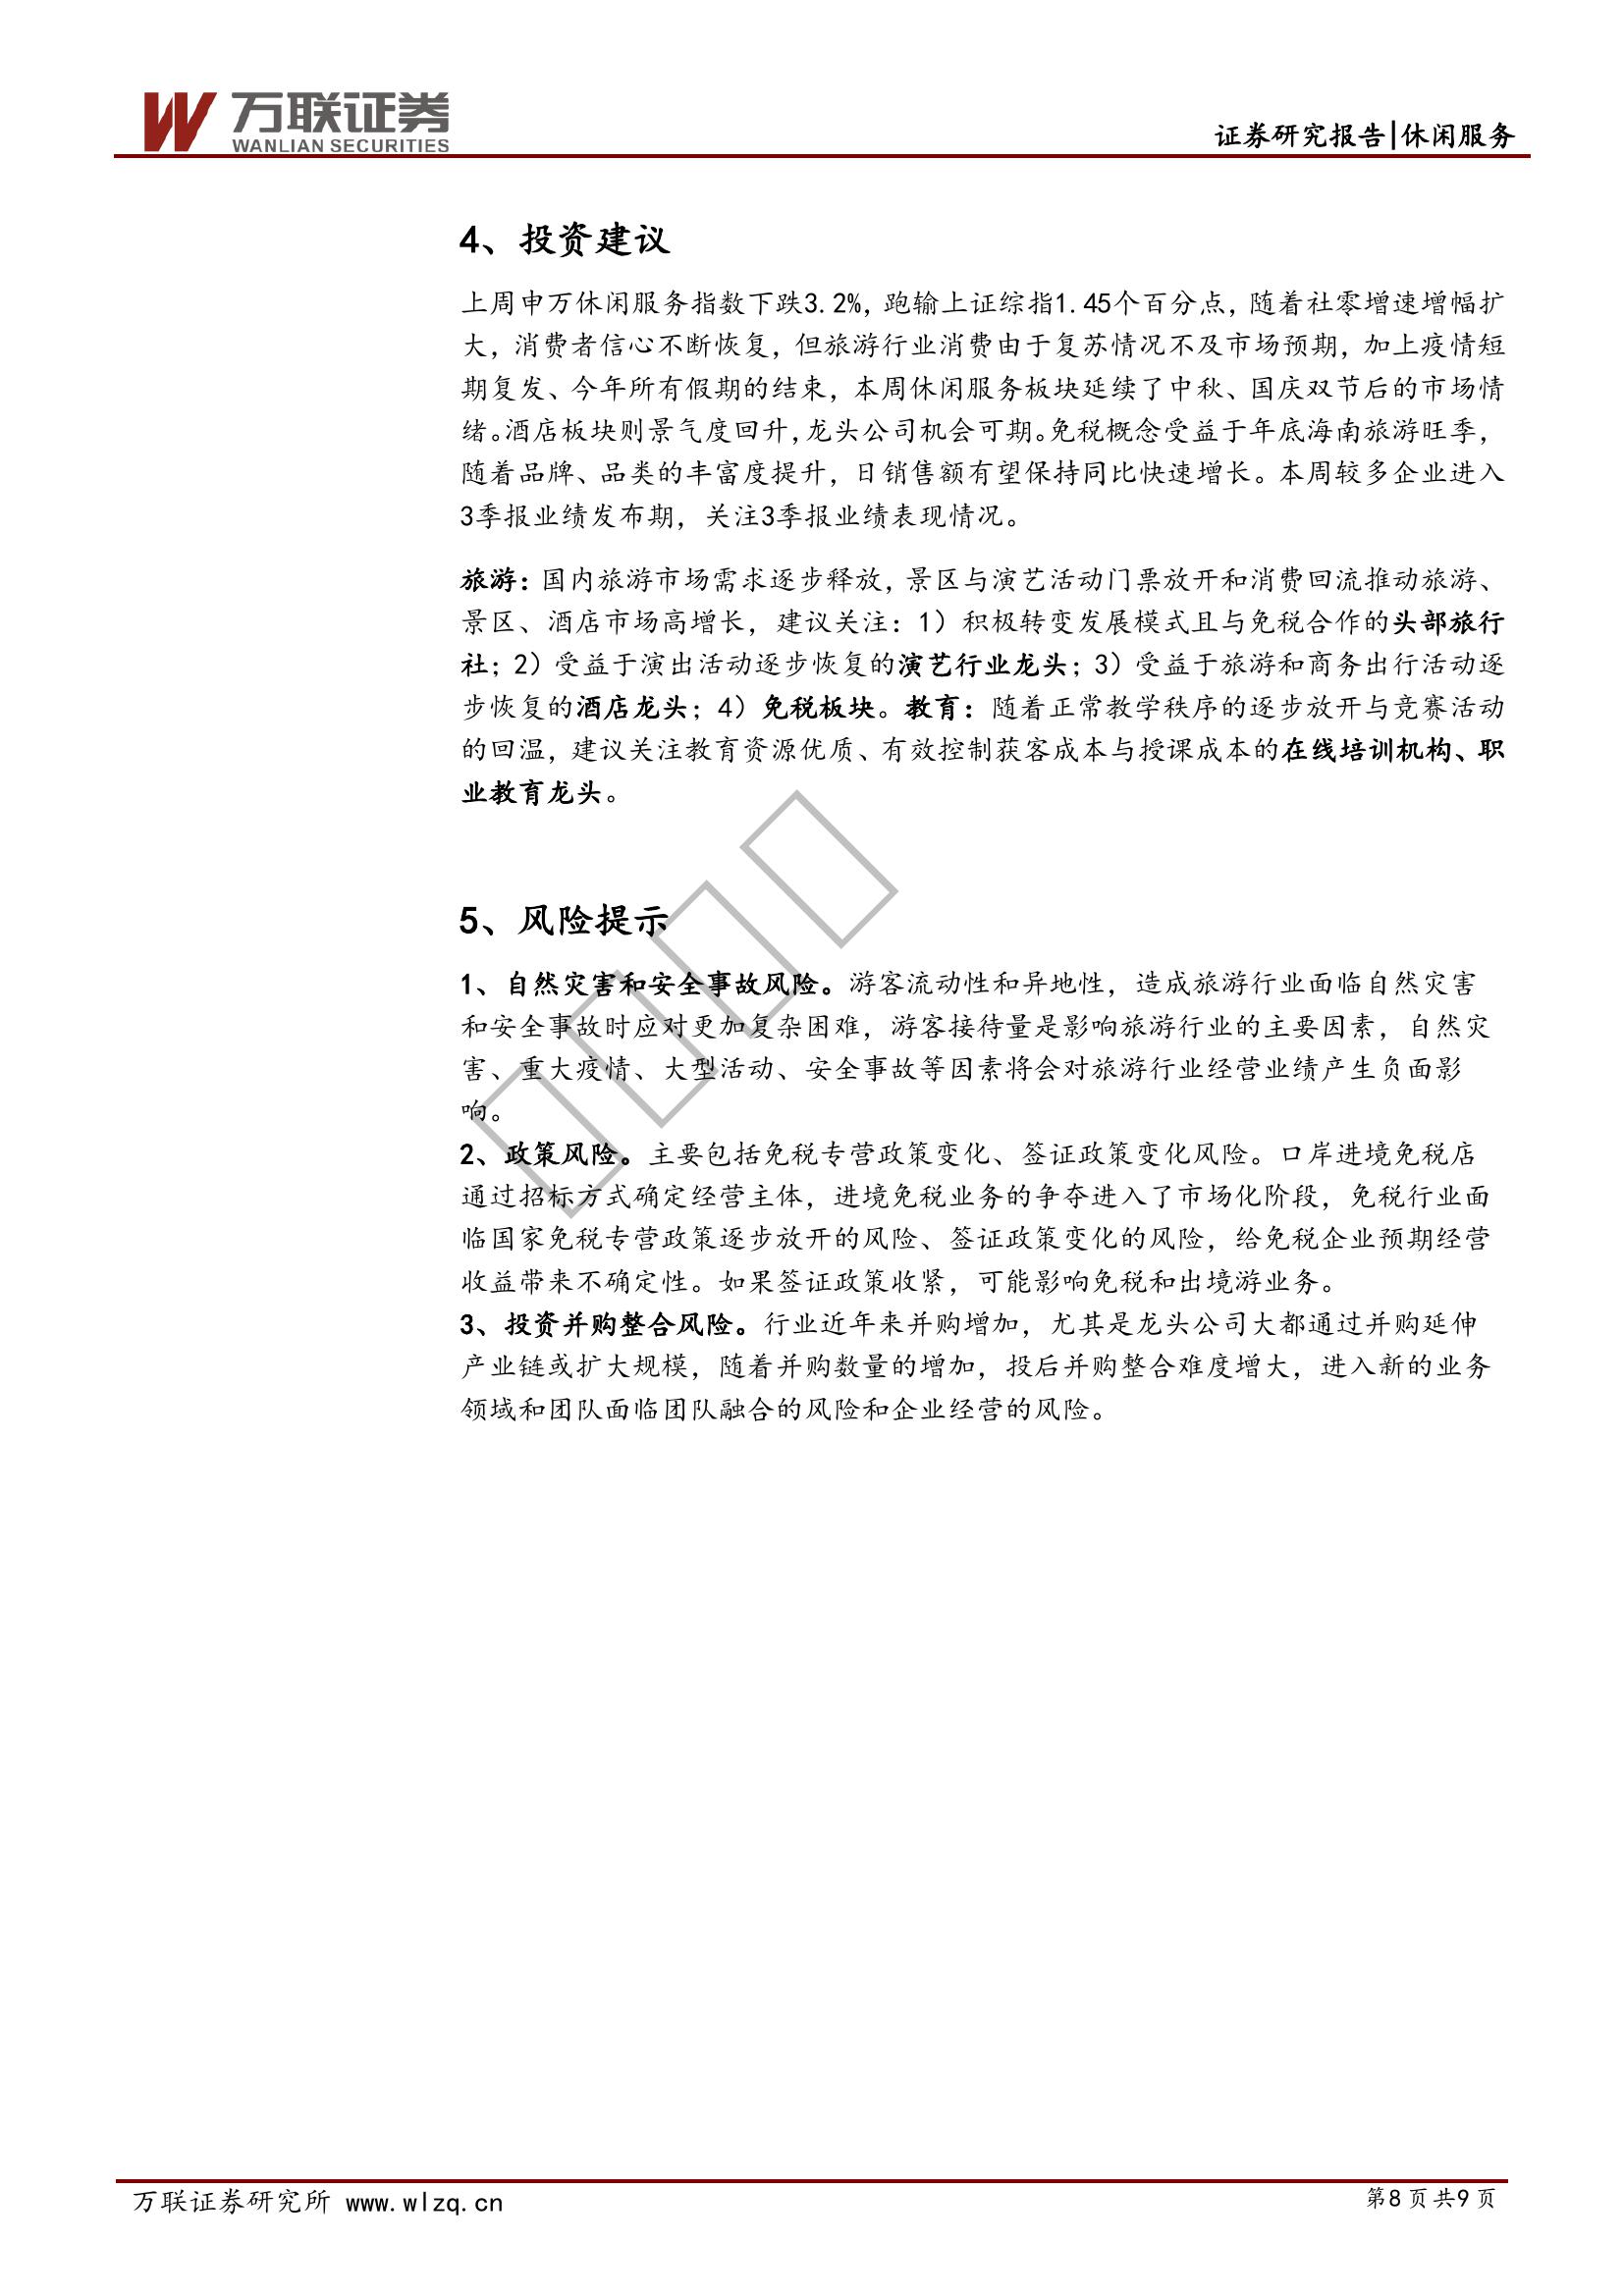 万联证券
WANLIAN SECURITIES
证券研究报告|休闲服务
4、投资建议
上周申万休闲服务指数下跌3.2%，跑输上证综指1.45个百分点，随着社零增速增幅扩
大，消费者信心不断恢复，但旅游行业消费由于复苏情况不及市场预期，加上疫情短
期复发、今年所有假期的结束，本周休闲服务板块延续了中秋、国庆双节后的市场情
绪。酒店板块则景气度回升，龙头公司机会可期。免税概念受益于年底海南旅游旺季，
随着品牌、品类的丰富度提升，日销售额有望保持同比快速增长。本周较多企业进入
3季报业绩发布期，关注3季报业绩表现情况。
旅游：国内旅游市场需求逐步释放，景区与演艺活动门票放开和消费回流推动旅游、
景区、酒店市场高增长，建议关注：1）积极转变发展模式且与免税合作的头部旅行
社；2）受益于演出活动逐步恢复的演艺行业龙头；3）受益于旅游和商务出行活动逐
步恢复的酒店龙头；4）免税板块。教育：随着正常教学秩序的逐步放开与竞赛活动
的回温，建议关注教育资源优质、有效控制获客成本与授课成本的在线培训机构、职
业教育龙头。
5、风险提示
1、自然灾害和安全事故风险。游客流动性和异地性，造成旅游行业面临自然灾害
和安全事故时应对更加复杂困难，游客接待量是影响旅游行业的主要因素，自然灾
害、重大疫情、大型活动、安全事故等因素将会对旅游行业经营业绩产生负面影
响。
2、政策风险。主要包括免税专营政策变化、签证政策变化风险。口岸进境免税店
通过招标方式确定经营主体，进境免税业务的争夺进入了市场化阶段，免税行业面
临国家免税专营政策逐步放开的风险、签证政策变化的风险，给免税企业预期经营
收益带来不确定性。如果签证政策收紧，可能影响免税和出境游业务。
3、投资并购整合风险。行业近年来并购增加，尤其是龙头公司大都通过并购延伸
产业链或扩大规模，随着并购数量的增加，投后并购整合难度增大，进入新的业务
领域和团队面临团队融合的风险和企业经营的风险。
万联证券研究所 www.wlzq.cn
第8页共9页